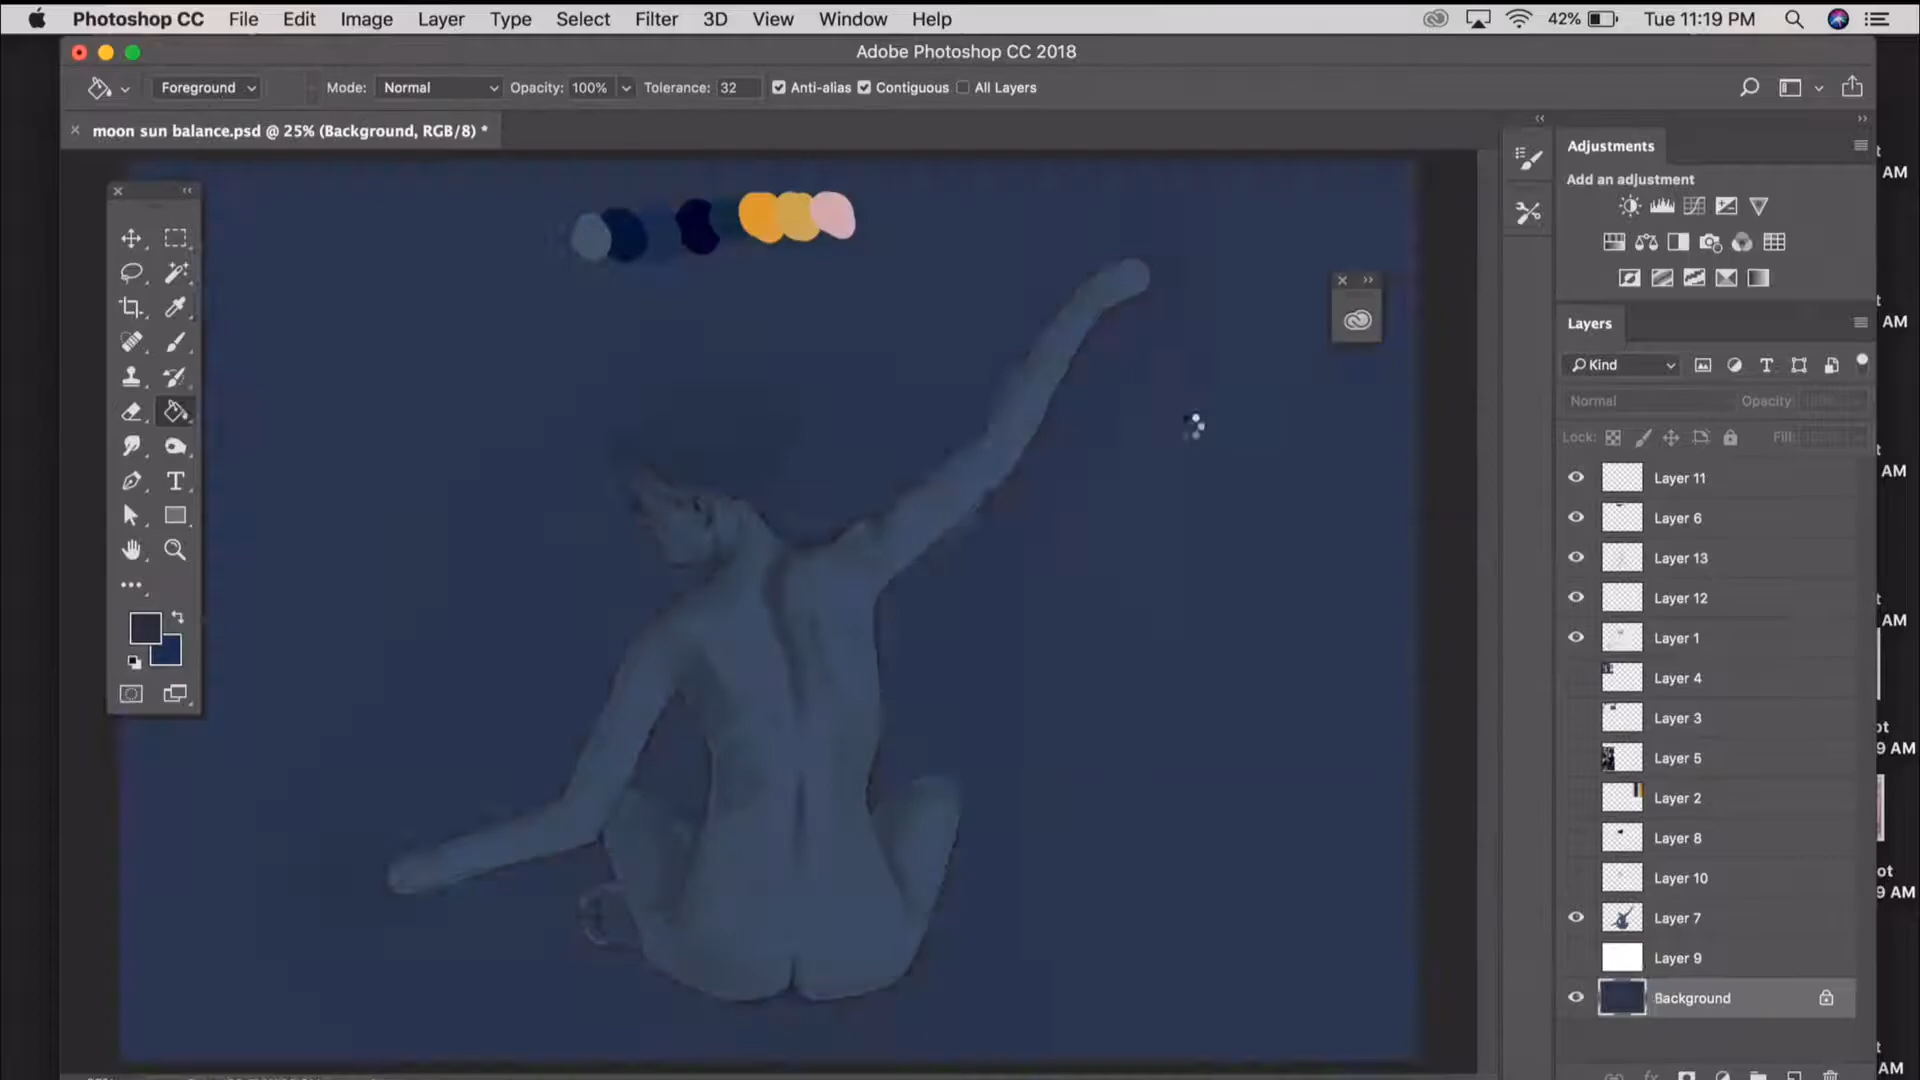 Photoshop CC File Edit Image Layer Type Select Filter 3D View Window Help 42% Tue 11:19 PM
Adobe Photoshop CC 2018
Foreground Mode: Normal Opacity: 100% Tolerance: 32 Anti-alias Contiguous All Layers
moon sun balance.psd @ 25% (Background, RGB/8) *
Adjustments
Add an adjustment
Layers
Kind
Normal Opacity:
Lock: Fill:
Layer 11
Layer 6
Layer 13
Layer 12
Layer 1
Layer 4
Layer 3
Layer 5
Layer 2
Layer 8
Layer 10
Layer 7
Layer 9
Background
AM
AM
AM
AM
9 AM
9 AM
AM